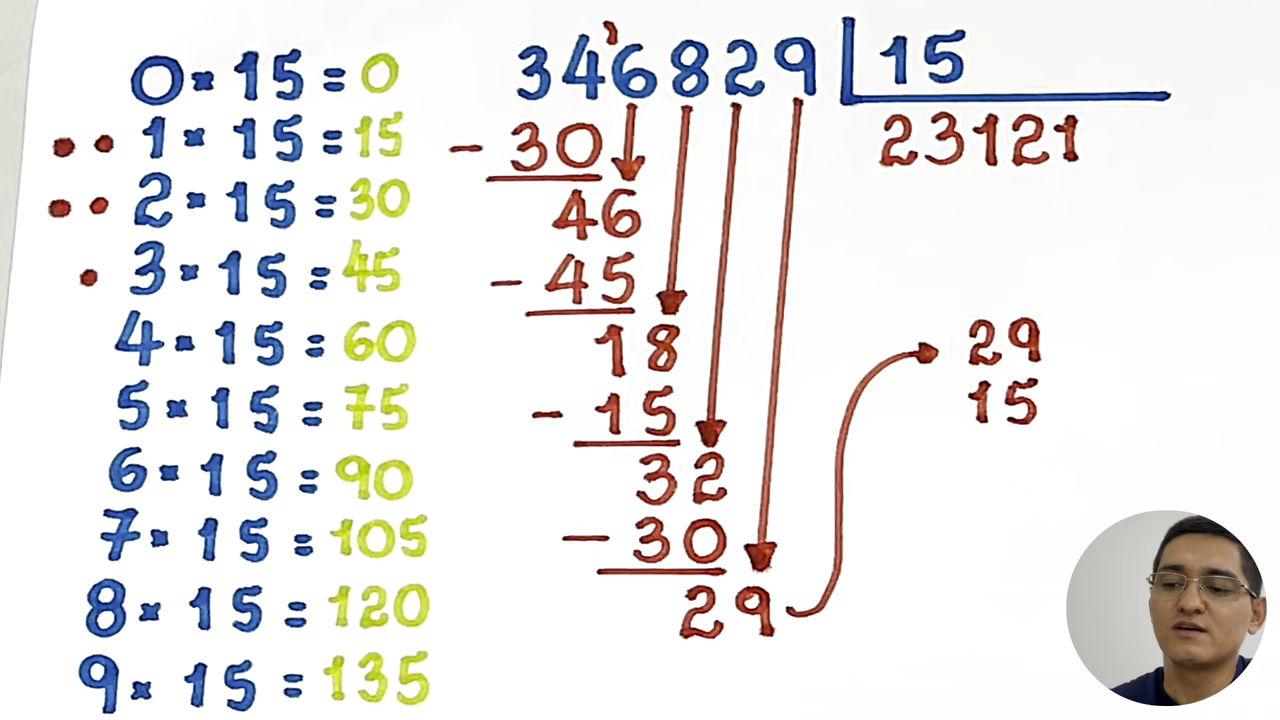 0 × 15 = 0
1 × 15 = 15
2 × 15 = 30
3 × 15 = 45
4 × 15 = 60
5 × 15 = 75
6 × 15 = 90
7 × 15 = 105
8 × 15 = 120
9 × 15 = 135
34'6829 15
23121
- 30
46
- 45
18
- 15
32
- 30
29
29
15